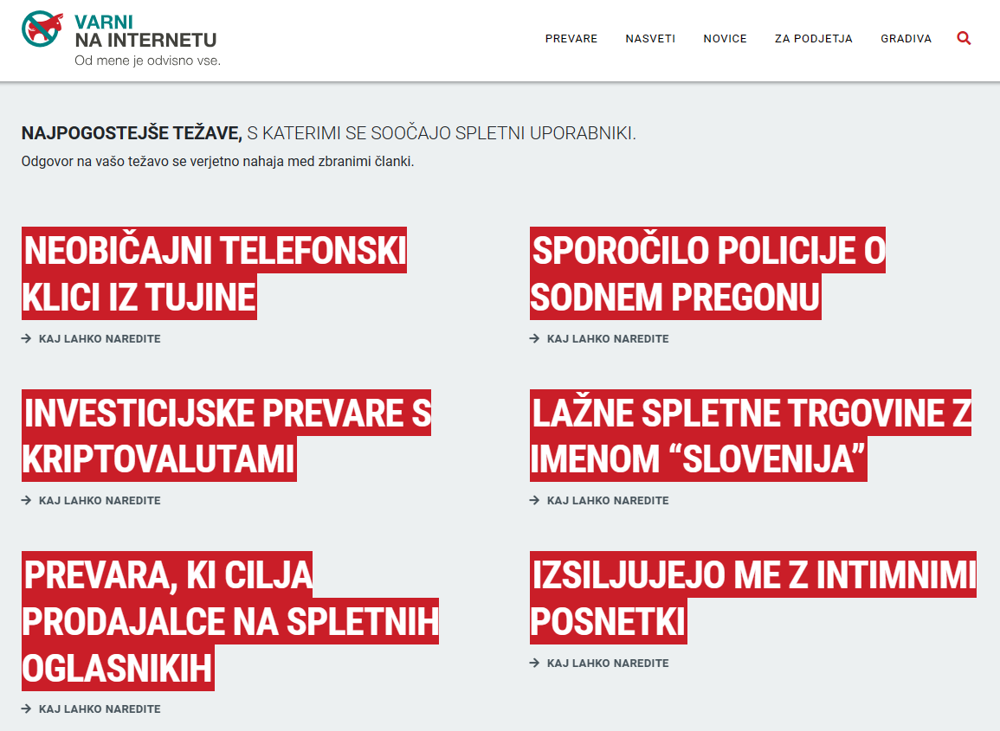 VARNI
NA INTERNETU
Od mene je odvisno vse.
PREVARE NASVETI NOVICE ZA PODJETJA GRADIVA
NAJPOGOSTEJŠE TEŽAVE, S KATERIMI SE SOOČAJO SPLETNI UPORABNIKI.
Odgovor na vašo težavo se verjetno nahaja med zbranimi članki.
NEOBIČAJNI TELEFONSKI
KLICI IZ TUJINE
KAJ LAHKO NAREDITE
SPOROČILO POLICIJE O
SODNEM PREGONU
KAJ LAHKO NAREDITE
INVESTICIJSKE PREVARE S
KRIPTOVALUTAMI
KAJ LAHKO NAREDITE
LAŽNE SPLETNE TRGOVINE Z
IMENOM “SLOVENIJA”
KAJ LAHKO NAREDITE
PREVARA, KI CILJA
PRODAJALCE NA SPLETNIH
OGLASNIKIH
KAJ LAHKO NAREDITE
IZSILJUJEJO ME Z INTIMNIMI
POSNETKI
KAJ LAHKO NAREDITE